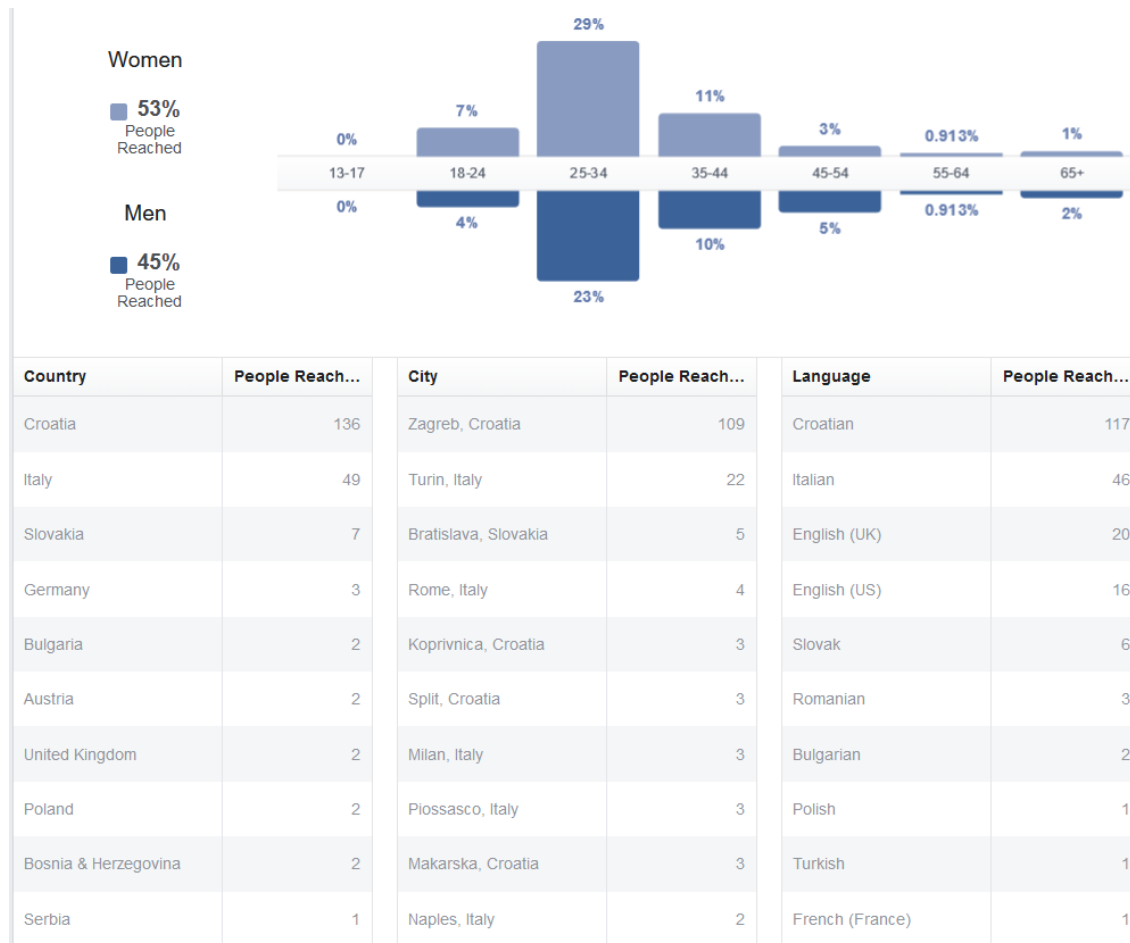 29%
Women
53%
People
Reached
0%
7%
11%
3%
0.913%
1%
13-17 18-24 25-34 35-44 45-54 55-64 65+
Men
0%
4%
23%
10%
5%
0.913%
2%
45%
People
Reached
Country People Reach... City People Reach... Language People Reach...
Croatia 136 Zagreb, Croatia 109 Croatian 117
Italy 49 Turin, Italy 22 Italian 46
Slovakia 7 Bratislava, Slovakia 5 English (UK) 20
Germany 3 Rome, Italy 4 English (US) 16
Bulgaria 2 Koprivnica, Croatia 3 Slovak 6
Austria 2 Split, Croatia 3 Romanian 3
United Kingdom 2 Milan, Italy 3 Bulgarian 2
Poland 2 Piossasco, Italy 3 Polish 1
Bosnia & Herzegovina 2 Makarska, Croatia 3 Turkish 1
Serbia 1 Naples, Italy 2 French (France) 1